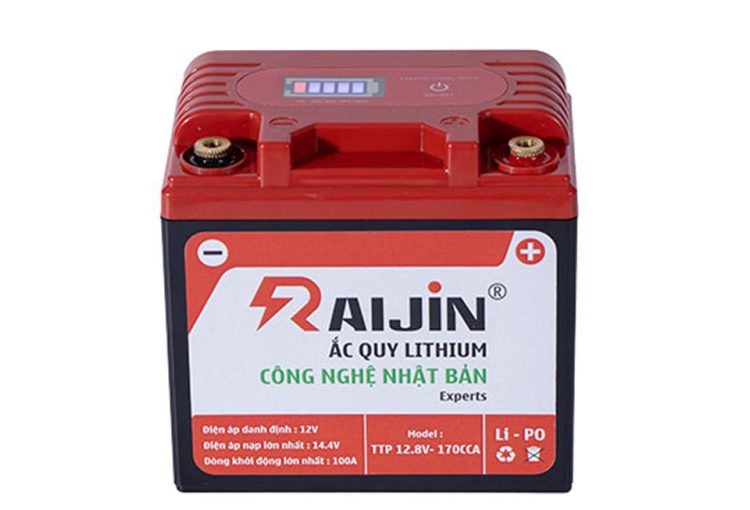 RAIJIN®
ẮC QUY LITHIUM
CÔNG NGHỆ NHẬT BẢN
Experts
Điện áp danh định : 12V
Điện áp nạp lớn nhất : 14.4V
Dòng khởi động lớn nhất : 100A
Model :
TTP 12.8V- 170CCA
Li - PO